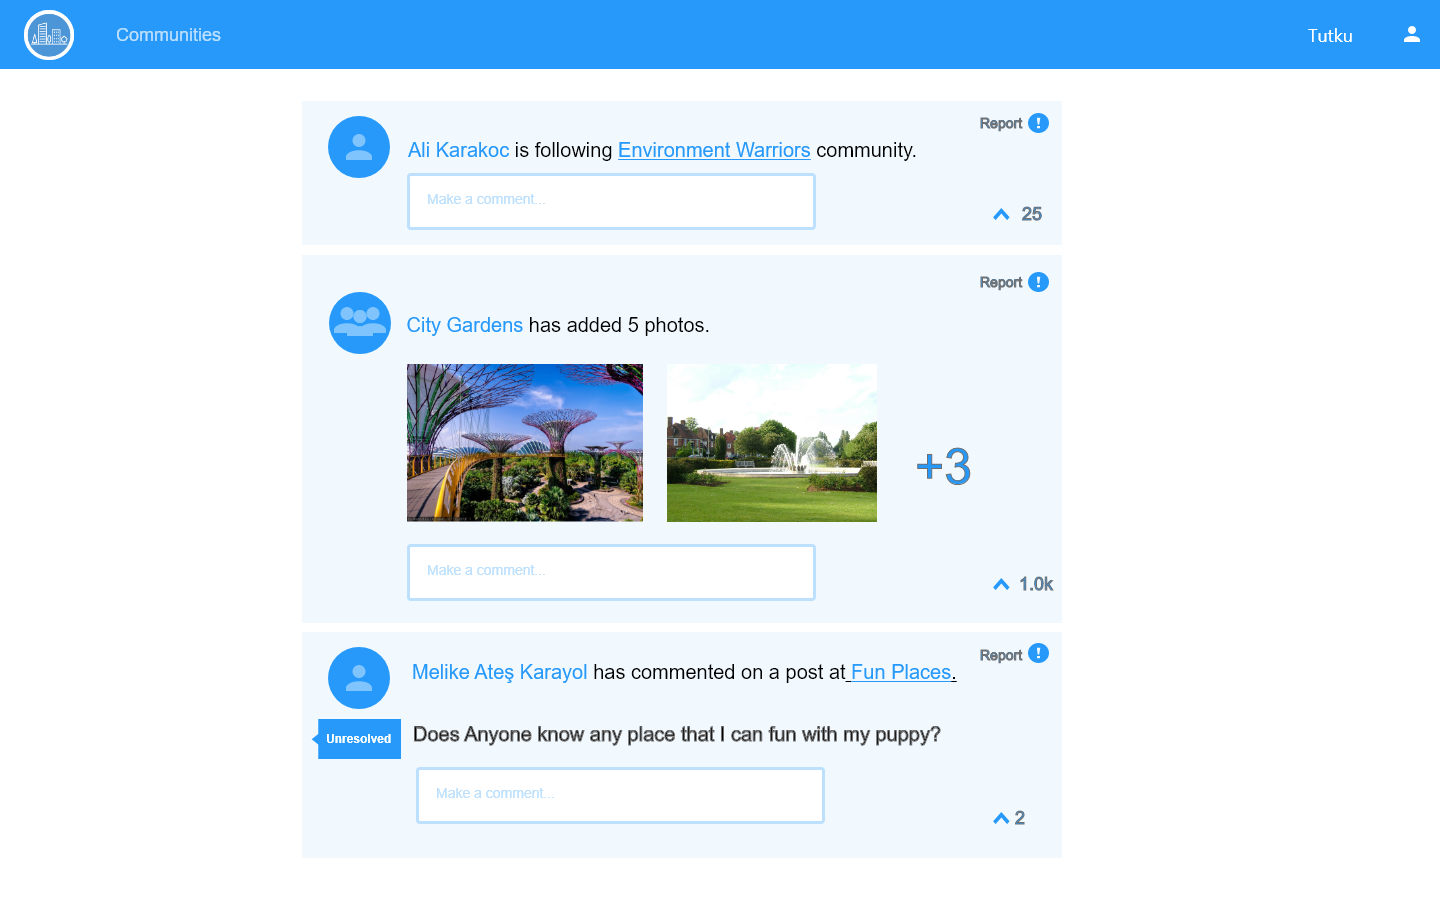 Communities
Tutku
Report
Ali Karakoc is following Environment Warriors community.
Make a comment...
25
Report
City Gardens has added 5 photos.
+3
Make a comment...
1.0k
Report
Melike Ateş Karayol has commented on a post at Fun Places.
Unresolved
Does Anyone know any place that I can fun with my puppy?
Make a comment...
2